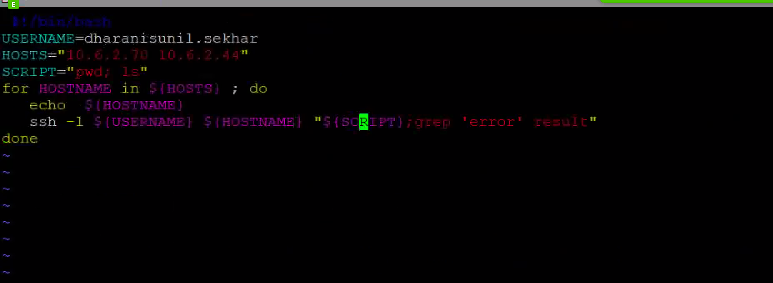 #!/bin/bash
USERNAME=dharanisunil.sekhar
HOSTS="10.6.2.70 10.6.2.44"
SCRIPT="pwd; ls"
for HOSTNAME in ${HOSTS} ; do
echo ${HOSTNAME}
ssh -l ${USERNAME} ${HOSTNAME} "${SCRIPT};grep 'error' result"
done
~
~
~
~
~
~
~
~